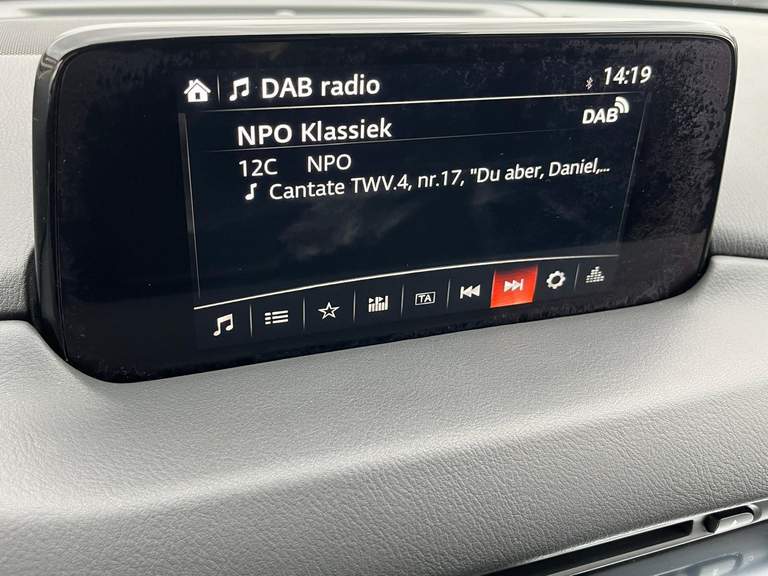 DAB radio
14:19
NPO Klassiek
DAB
12C NPO
Cantate TWV.4, nr.17, "Du aber, Daniel,...
TA